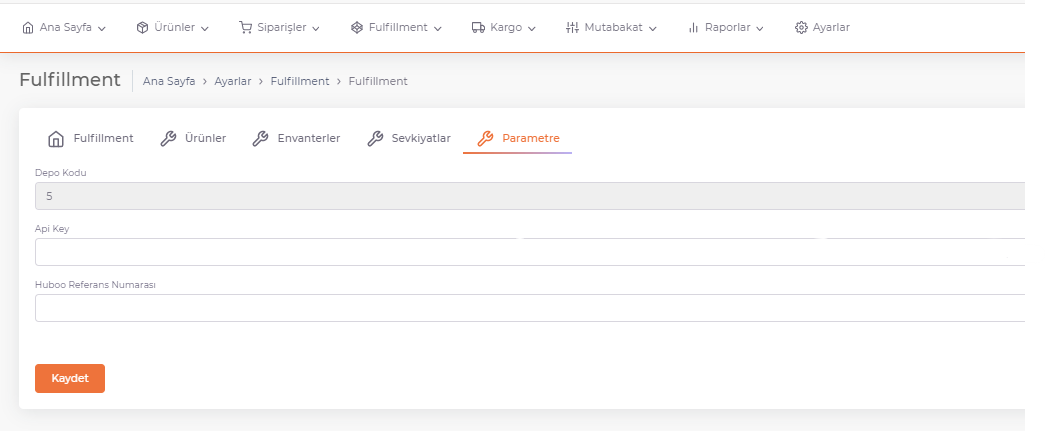 Ana Sayfa Ürünler Siparişler Fulfillment Kargo Mutabakat Raporlar Ayarlar
Fulfillment Ana Sayfa > Ayarlar > Fulfillment > Fulfillment
Fulfillment Ürünler Envanterler Sevkiyatlar Parametre
Depo Kodu
5
Api Key
Huboo Referans Numarası
Kaydet